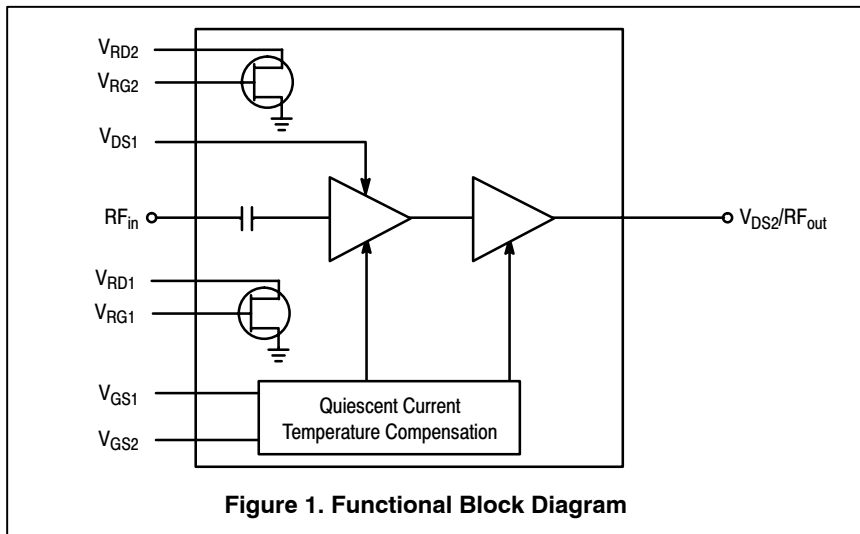 VRD2
VRG2
VDS1
RFin
VDS2/RFout
VRD1
VRG1
VGS1
VGS2
Quiescent Current
Temperature Compensation
Figure 1. Functional Block Diagram